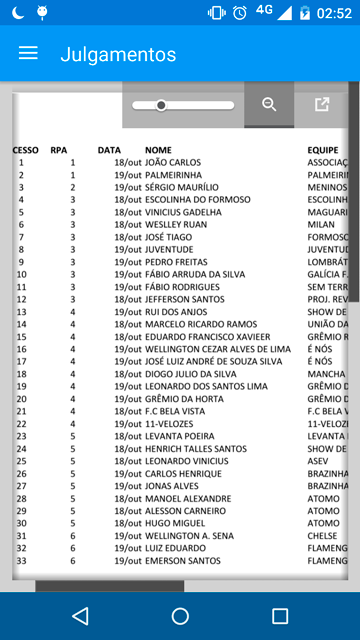 4G 02:52
Julgamentos
CESSO RPA DATA NOME EQUIPE
1 1 18/out JOÃO CARLOS ASSOCIAÇ
2 1 19/out PALMEIRINHA PALMEIRIN
3 2 19/out SÉRGIO MAURÍLIO MENINOS
4 3 18/out ESCOLINHA DO FORMOSO ESCOLINH
5 3 18/out VINICIUS GADELHA MAGUARI
6 3 18/out WESLLEY RUAN MILAN
7 3 18/out JOSÉ TIAGO FORMOSO
8 3 18/out JUVENTUDE JUVENTUD
9 3 19/out PEDRO FREITAS LOMBRÁT
10 3 19/out FÁBIO ARRUDA DA SILVA GALÍCIA F.
11 3 19/out FÁBIO RODRIGUES SEM TERR
12 3 18/out JEFFERSON SANTOS PROJ. REV
13 4 19/out RUI DOS ANJOS SHOW DE
14 4 18/out MARCELO RICARDO RAMOS UNIÃO DA
15 4 18/out EDUARDO FRANCISCO XAVIEER GRÊMIO R
16 4 19/out WELLINGTON CEZAR ALVES DE LIMA É NÓS
17 4 19/out JOSÉ LUIZ ANDRÉ DE SOUZA SILVA É NÓS
18 4 18/out DIOGO JULIO DA SILVA MANCHA
19 4 19/out LEONARDO DOS SANTOS LIMA GRÊMIO D
20 4 19/out GRÊMIO DA HORTA GRÊMIO D
21 4 18/out F.C BELA VISTA F.C BELA V
22 4 19/out 11-VELOZES 11-VELOZE
23 5 18/out LEVANTA POEIRA LEVANTA
24 5 18/out HENRICH TALLES SANTOS SHOW DE
25 5 18/out LEONARDO VINICIUS ASEV
26 5 19/out CARLOS HENRIQUE BRAZINHA
27 5 19/out JONAS ALVES BRAZINHA
28 5 18/out MANOEL ALEXANDRE ATOMO
29 5 18/out ALESSON CARNEIRO ATOMO
30 5 18/out HUGO MIGUEL ATOMO
31 6 19/out WELLINGTON A. SENA CHELSE
32 6 19/out LUIZ EDUARDO FLAMENG
33 6 19/out EMERSON SANTOS FLAMENG